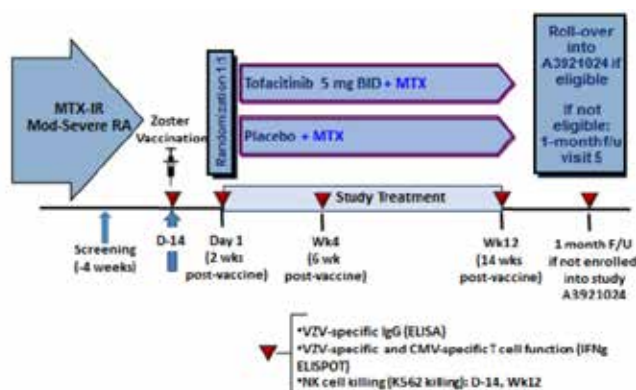 MTX-IR
Mod-Severe RA
Zoster
Vaccination
Randomization 1:1
Tofacitinib 5 mg BID + MTX
Placebo + MTX
Roll-over
into
A3921024 if
eligible
If not
eligible:
1-month f/u
visit 5
Study Treatment
Screening
(-4 weeks)
D-14
Day 1
(2 wks
post-vaccine)
Wk4
(6 wk
post-vaccine)
Wk12
(14 wks
post-vaccine)
1 month F/U
if not enrolled
into study
A3921024
•VZV-specific IgG (ELISA)
•VZV-specific and CMV-specific T cell function (IFNg
ELISPOT)
•NK cell killing (K562 killing): D-14, Wk12